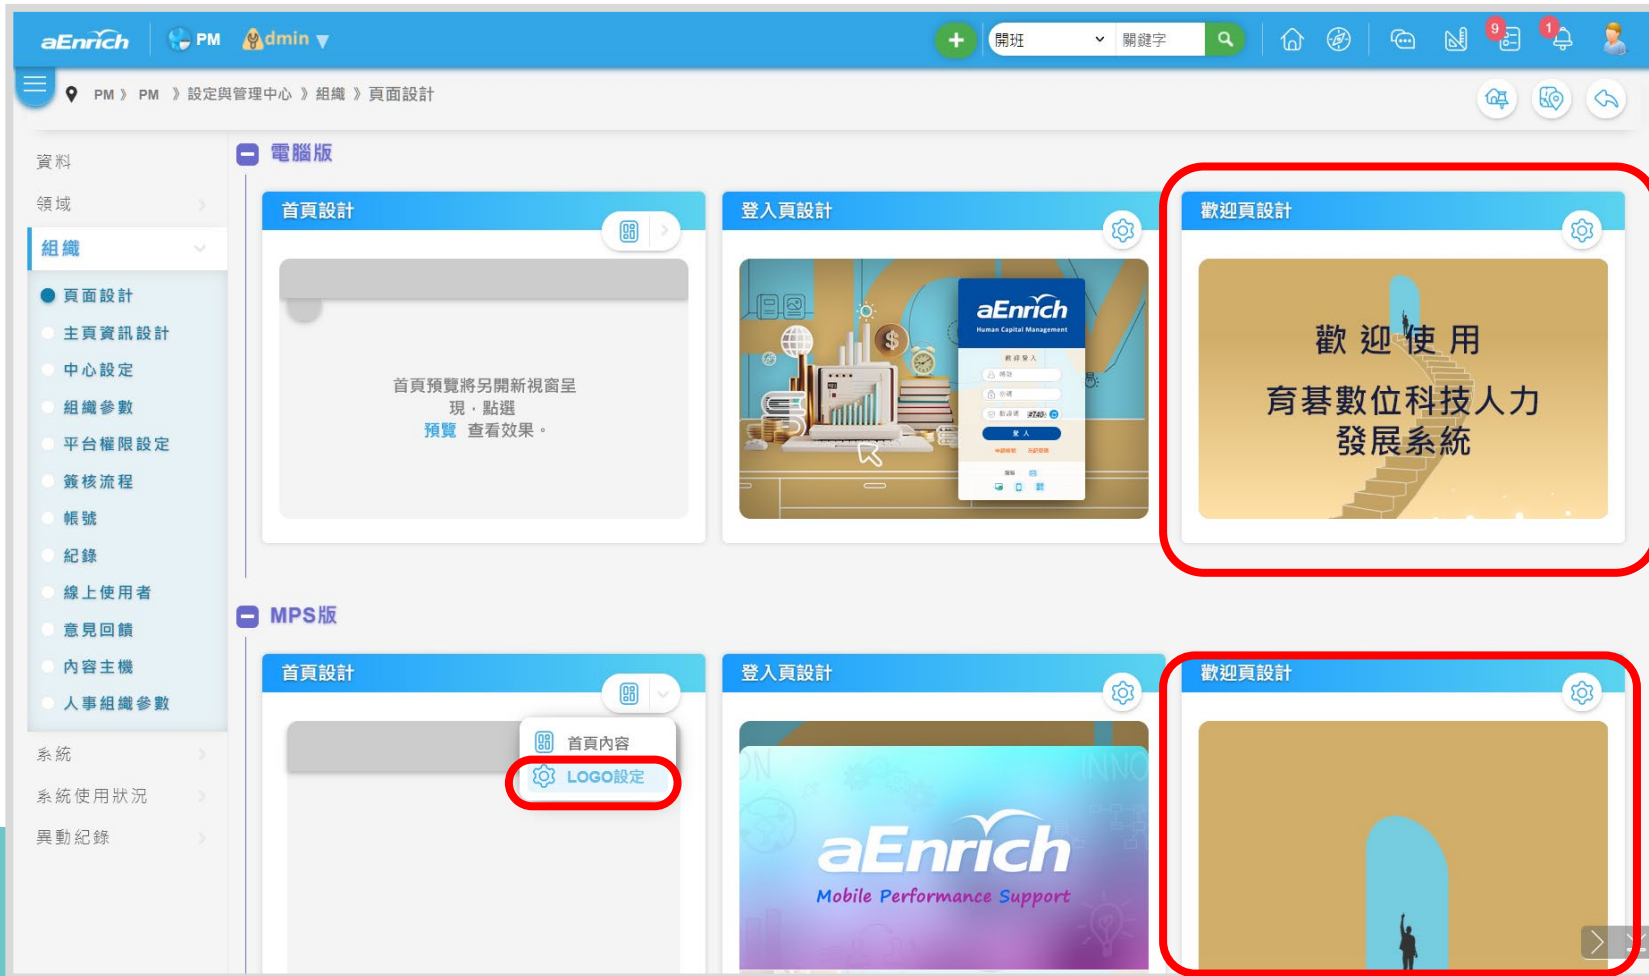 aEnrich
PM
Admin
開班
關鍵字
9
1
PM 》 PM 》設定與管理中心 》組織 》頁面設計
資料
領域
組織
頁面設計
主頁資訊設計
中心設定
組織參數
平台權限設定
簽核流程
帳號
紀錄
線上使用者
意見回饋
內容主機
人事組織參數
系統
系統使用狀況
異動紀錄
電腦版
首頁設計
首頁預覽將另開新視窗呈
現,點選
預覽 查看效果。
登入頁設計
aEnrich
Human Capital Management
歡迎登入
登入
歡迎頁設計
歡迎使用
育碁數位科技人力
發展系統
MPS版
首頁設計
首頁內容
LOGO設定
登入頁設計
aEnrich
Mobile Performance Support
歡迎頁設計